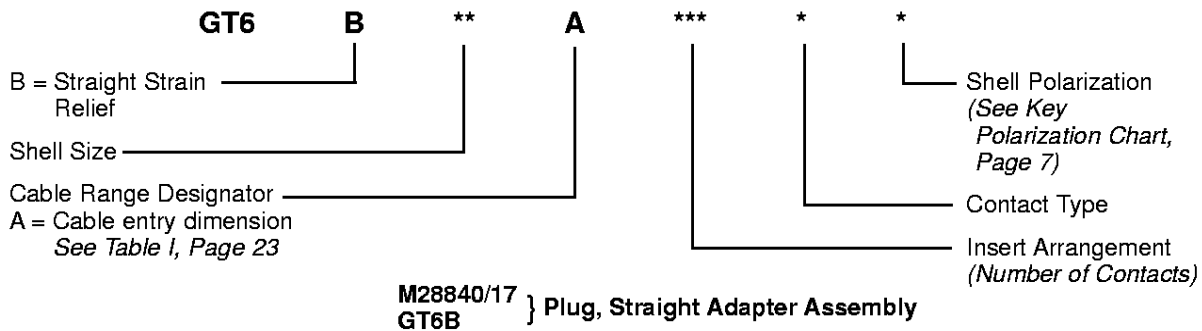 GT6 B ** A *** * *
B = Straight Strain
Relief
Shell Size
Cable Range Designator
A = Cable entry dimension
See Table I, Page 23
Shell Polarization
(See Key
Polarization Chart,
Page 7)
Contact Type
Insert Arrangement
(Number of Contacts)
M28840/17
GT6B
} Plug, Straight Adapter Assembly